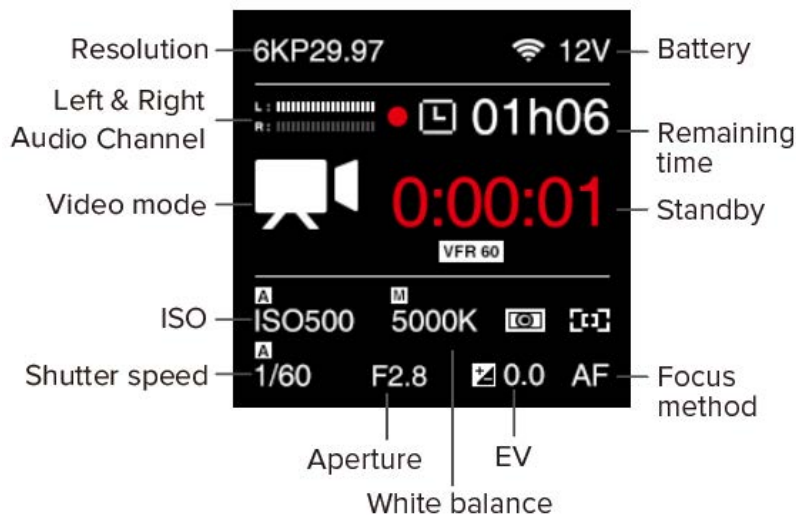 Resolution
6KP29.97
12V
Battery
Left & Right
Audio Channel
L:
R:
01h06
Remaining
time
Video mode
0:00:01
Standby
VFR 60
A
M
ISO
ISO500
5000K
A
Shutter speed
1/60
F2.8
0.0
AF
Focus
method
Aperture
EV
White balance